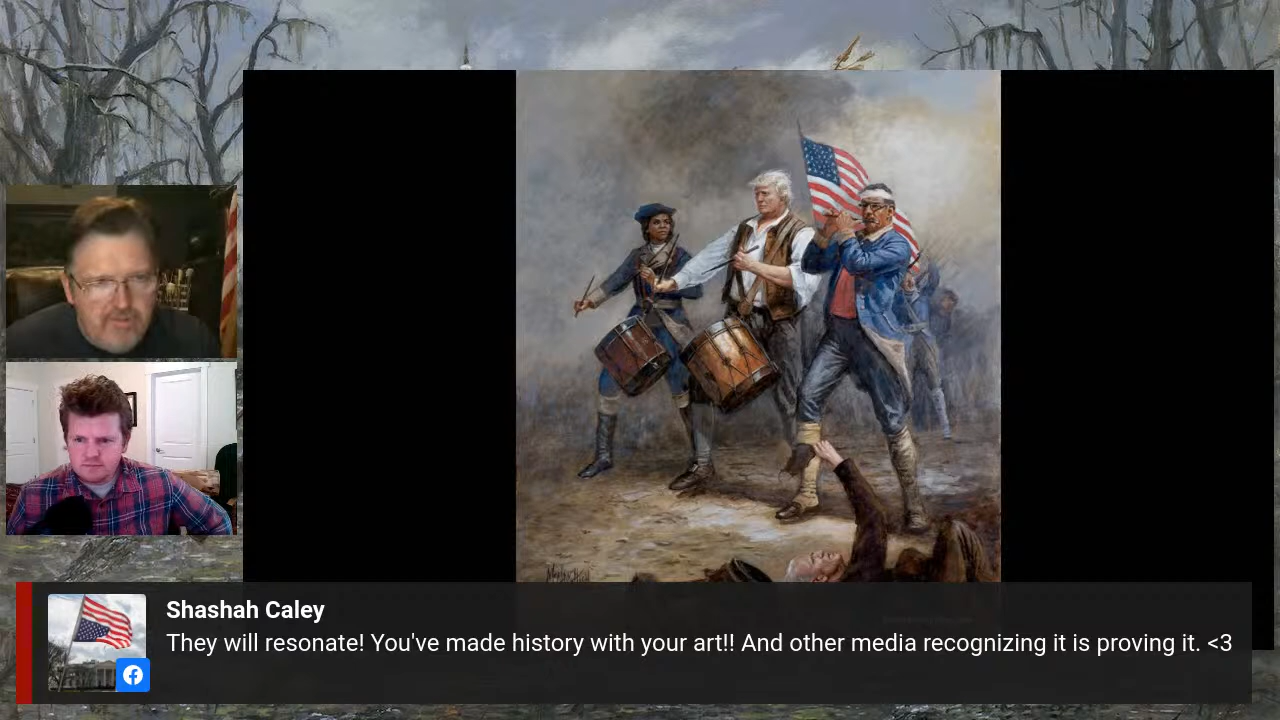 Shashah Caley
They will resonate! You've made history with your art!! And other media recognizing it is proving it. <3